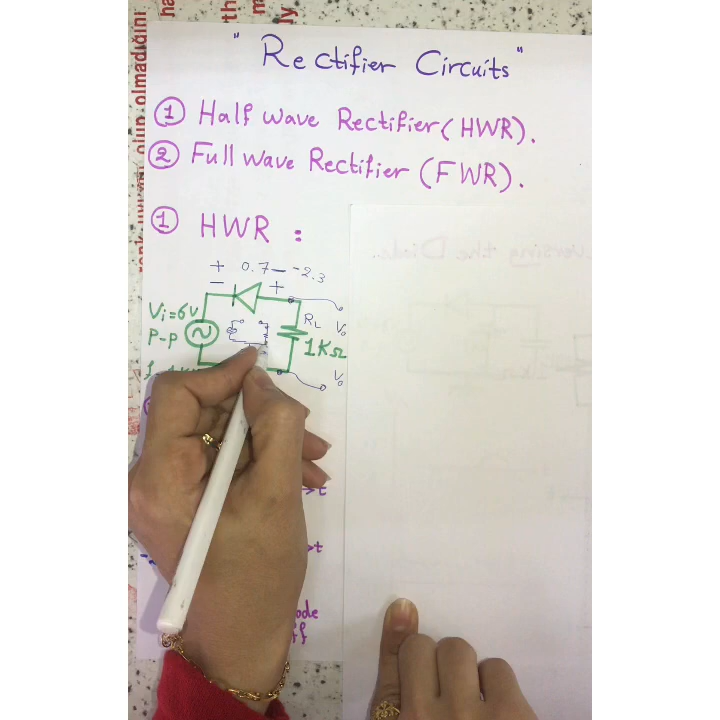 " Rectifier Circuits "
① Half wave Rectifier (HWR).
② Full wave Rectifier (FWR).
① HWR :
+ 0.7 - -2.3
- +
Vi=6V
P-P
RL
1KΩ
Vo
Vo
→t
→t